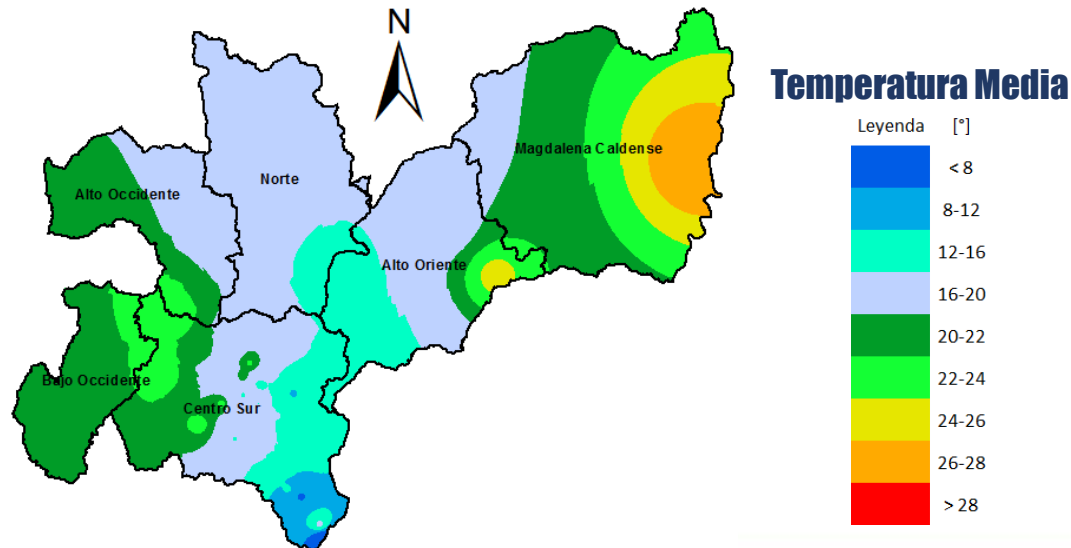 N
Temperatura Media
Leyenda [°]
< 8
8-12
12-16
16-20
20-22
22-24
24-26
26-28
> 28
Magdalena Caldense
Norte
Alto Occidente
Alto Oriente
Bajo Occidente
Centro Sur